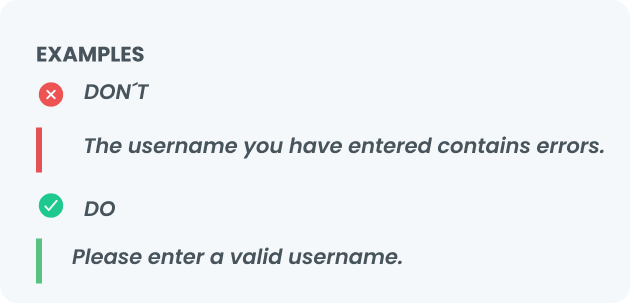 EXAMPLES
DON´T
The username you have entered contains errors.
DO
Please enter a valid username.